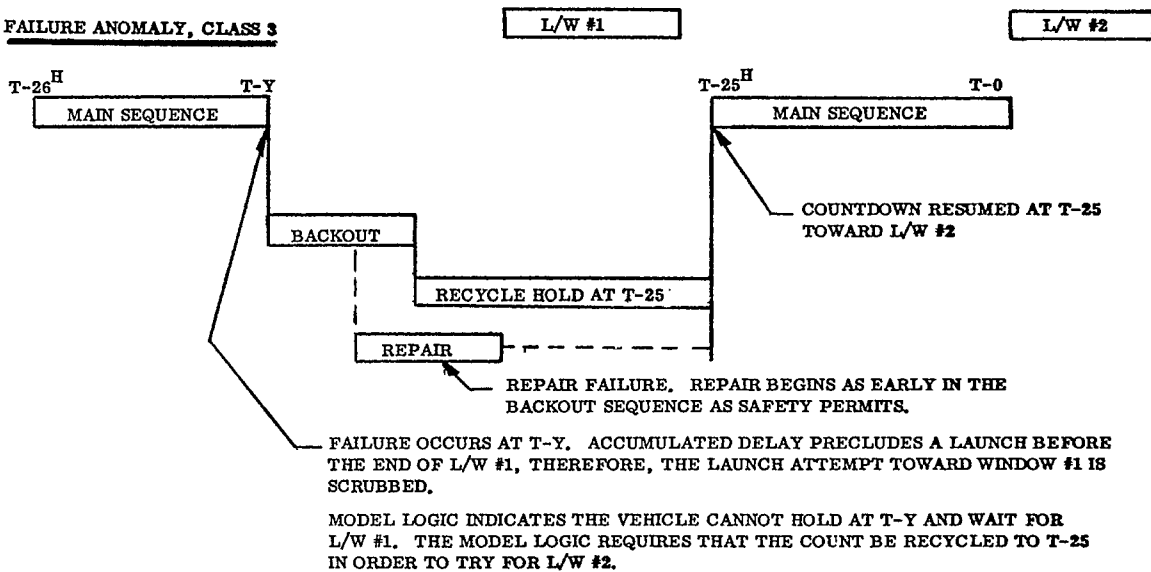 FAILURE ANOMALY, CLASS 3
L/W #1
L/W #2
T-26H
T-Y
T-25H
T-0
MAIN SEQUENCE
MAIN SEQUENCE
COUNTDOWN RESUMED AT T-25
TOWARD L/W #2
BACKOUT
RECYCLE HOLD AT T-25
REPAIR
REPAIR FAILURE. REPAIR BEGINS AS EARLY IN THE
BACKOUT SEQUENCE AS SAFETY PERMITS.
FAILURE OCCURS AT T-Y. ACCUMULATED DELAY PRECLUDES A LAUNCH BEFORE
THE END OF L/W #1, THEREFORE, THE LAUNCH ATTEMPT TOWARD WINDOW #1 IS
SCRUBBED.
MODEL LOGIC INDICATES THE VEHICLE CANNOT HOLD AT T-Y AND WAIT FOR
L/W #1. THE MODEL LOGIC REQUIRES THAT THE COUNT BE RECYCLED TO T-25
IN ORDER TO TRY FOR L/W #2.